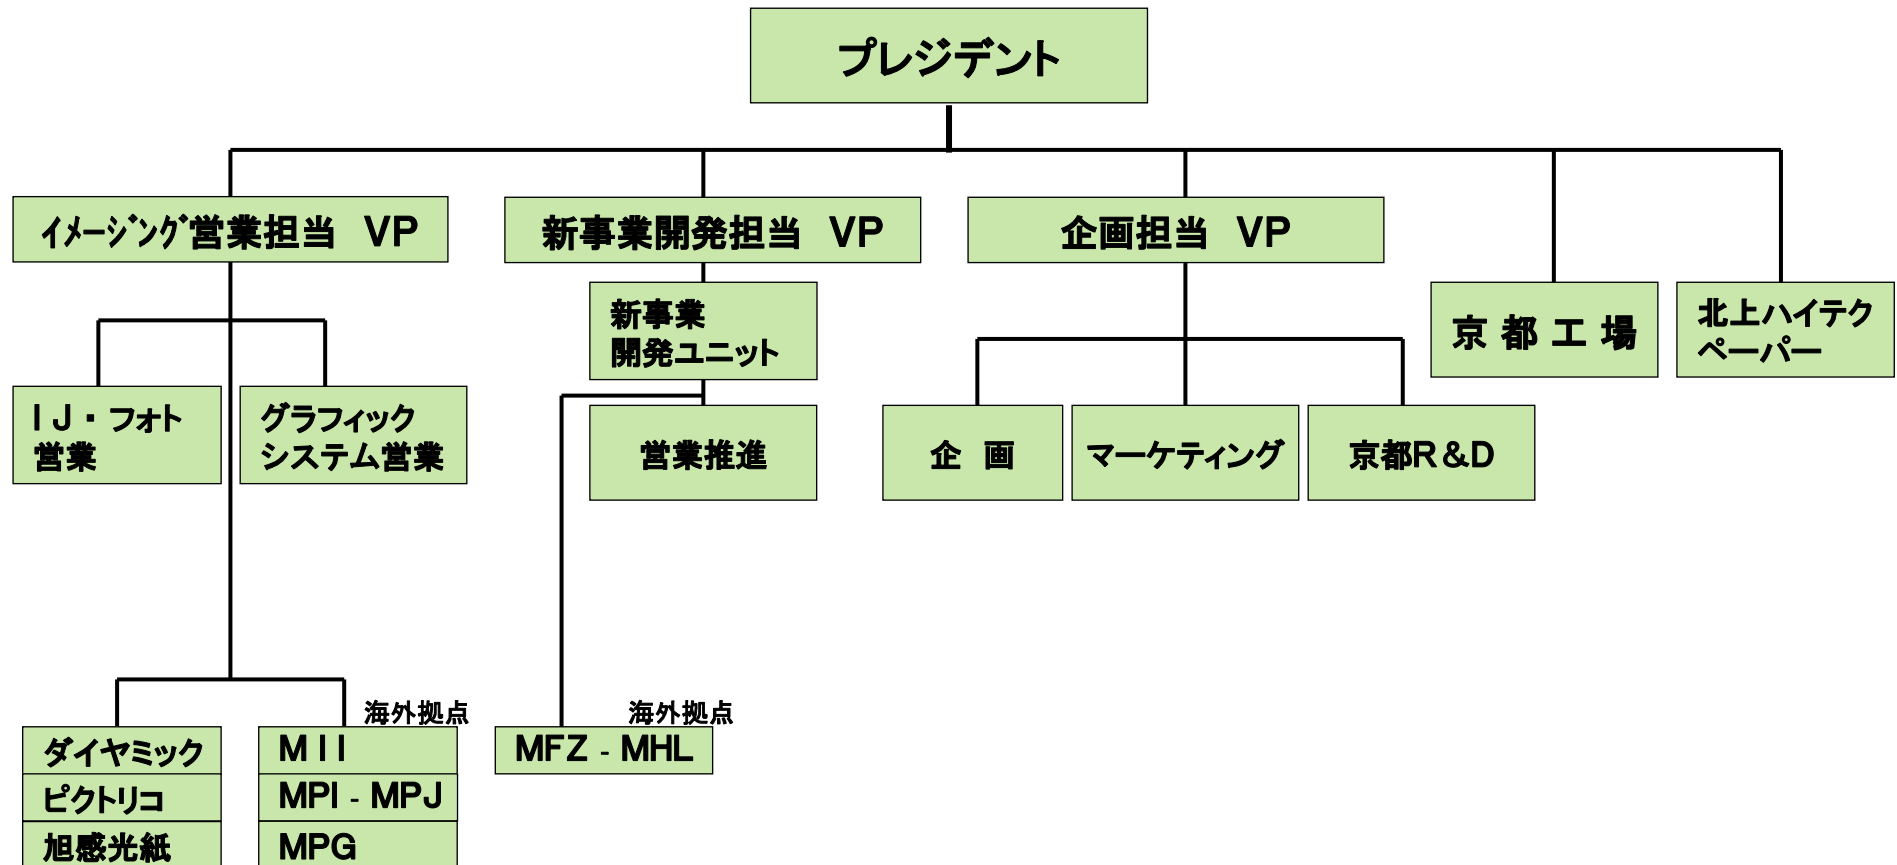 プレジデント
ｲﾒｰｼﾞﾝｸﾞ営業担当　VP
新事業開発担当　VP
企画担当　VP
新事業
開発ユニット
京 都 工 場
北上ハイテク
ペーパー
ＩＪ・フォト
営業
グラフィック
システム営業
営業推進
企　画
マーケティング
京都R＆D
海外拠点
海外拠点
ダイヤミック
ＭＩＩ
MFZ - MHL
ピクトリコ
MPI - MPJ
旭感光紙
MPG